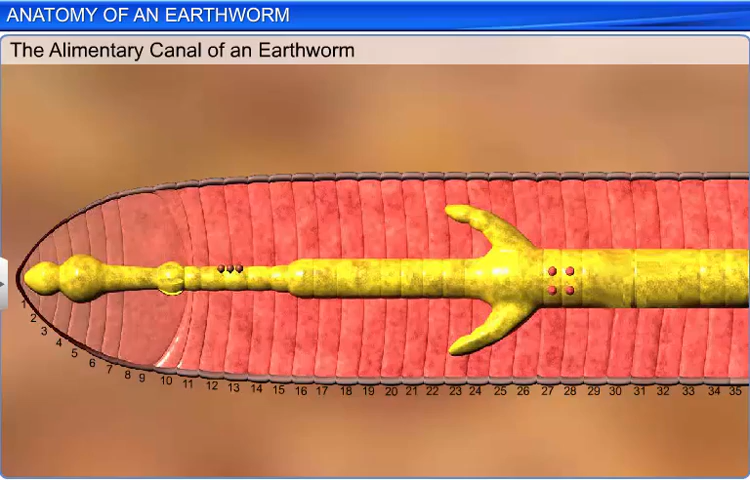 ANATOMY OF AN EARTHWORM
The Alimentary Canal of an Earthworm
1 2 3 4 5 6 7 8 9 10 11 12 13 14 15 16 17 18 19 20 21 22 23 24 25 26 27 28 29 30 31 32 33 34 35